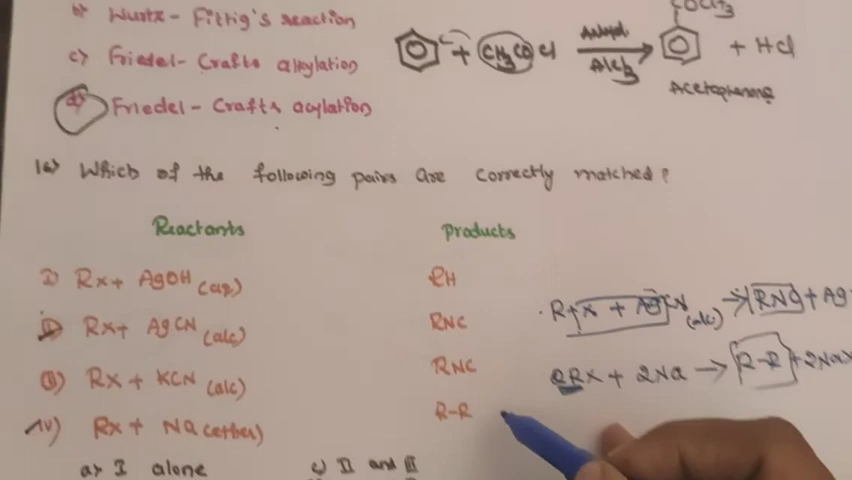 b) Wurtz - Fittig's reaction
c) Friedel - Crafts alkylation
d) Friedel - Crafts acylation
+ CH3COCl Anhyd AlCl3 COCH3 + HCl
Acetophenone
16) Which of the following pairs are correctly matched?
Reactants Products
I) Rx + AgOH (aq) RH
II) Rx + AgCN (alc) RNC
III) Rx + KCN (alc) RNC
IV) Rx + Na (ether) R-R
R+x + AgCN (alc) → RNC + Ag
2Rx + 2Na → R-R + 2Nax
a) I alone c) II and III